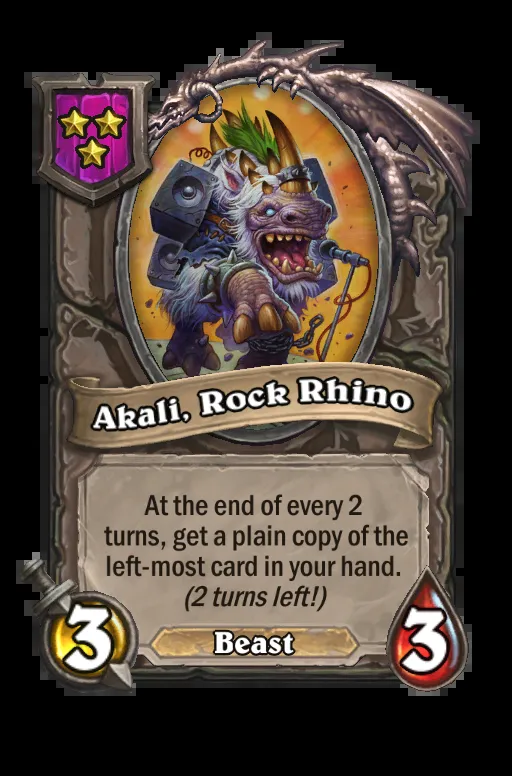 Akali, Rock Rhino
At the end of every 2
turns, get a plain copy of the
left-most card in your hand.
(2 turns left!)
3
Beast
3